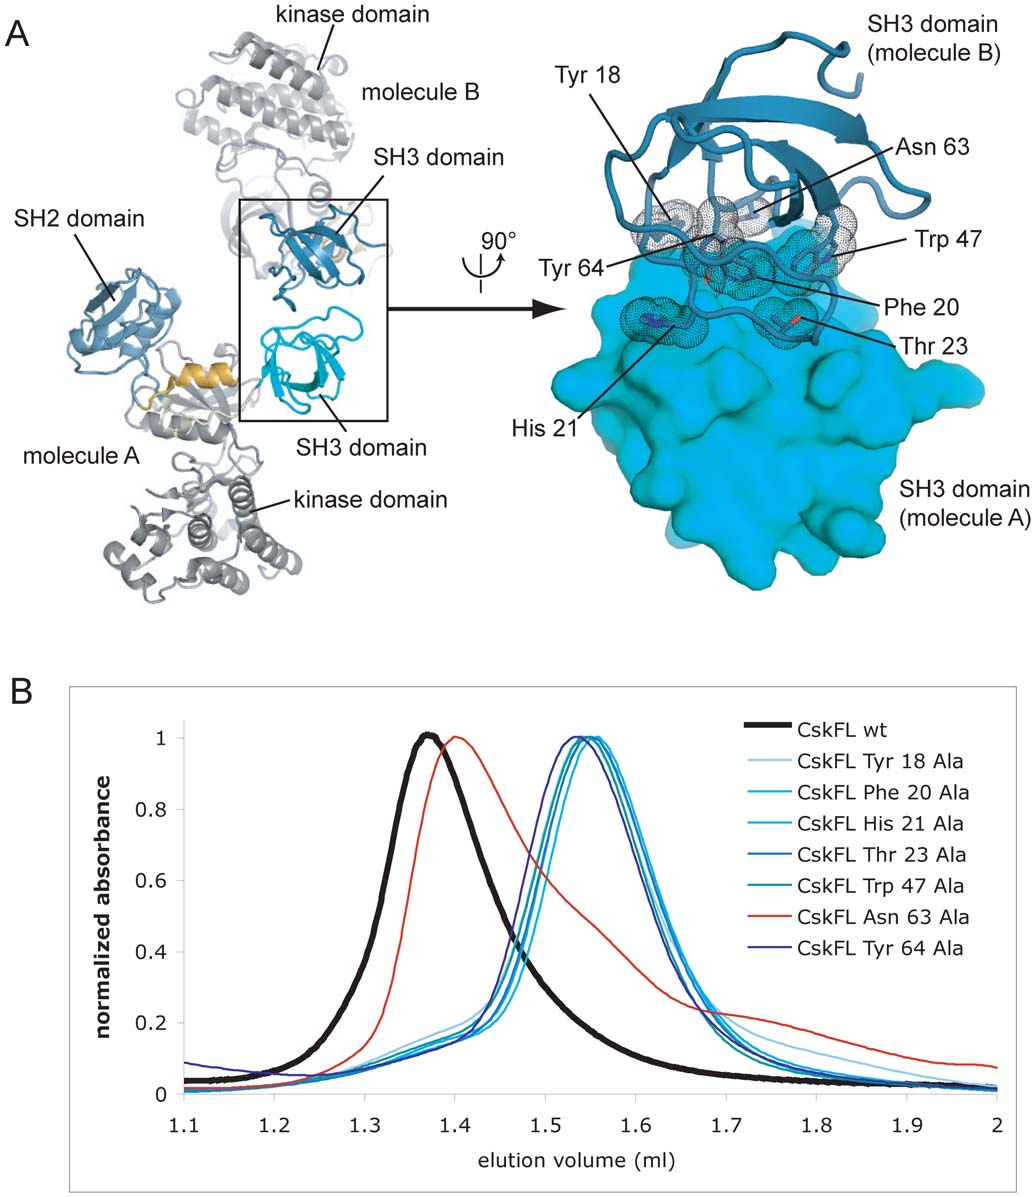 A
kinase domain
molecule B
SH3 domain
SH2 domain
molecule A
SH3 domain
kinase domain
90°
SH3 domain
(molecule B)
Tyr 18
Asn 63
Trp 47
Tyr 64
Phe 20
Thr 23
His 21
SH3 domain
(molecule A)
B
normalized absorbance
1
0.8
0.6
0.4
0.2
0
1.1 1.2 1.3 1.4 1.5 1.6 1.7 1.8 1.9 2
elution volume (ml)
CskFL wt
CskFL Tyr 18 Ala
CskFL Phe 20 Ala
CskFL His 21 Ala
CskFL Thr 23 Ala
CskFL Trp 47 Ala
CskFL Asn 63 Ala
CskFL Tyr 64 Ala